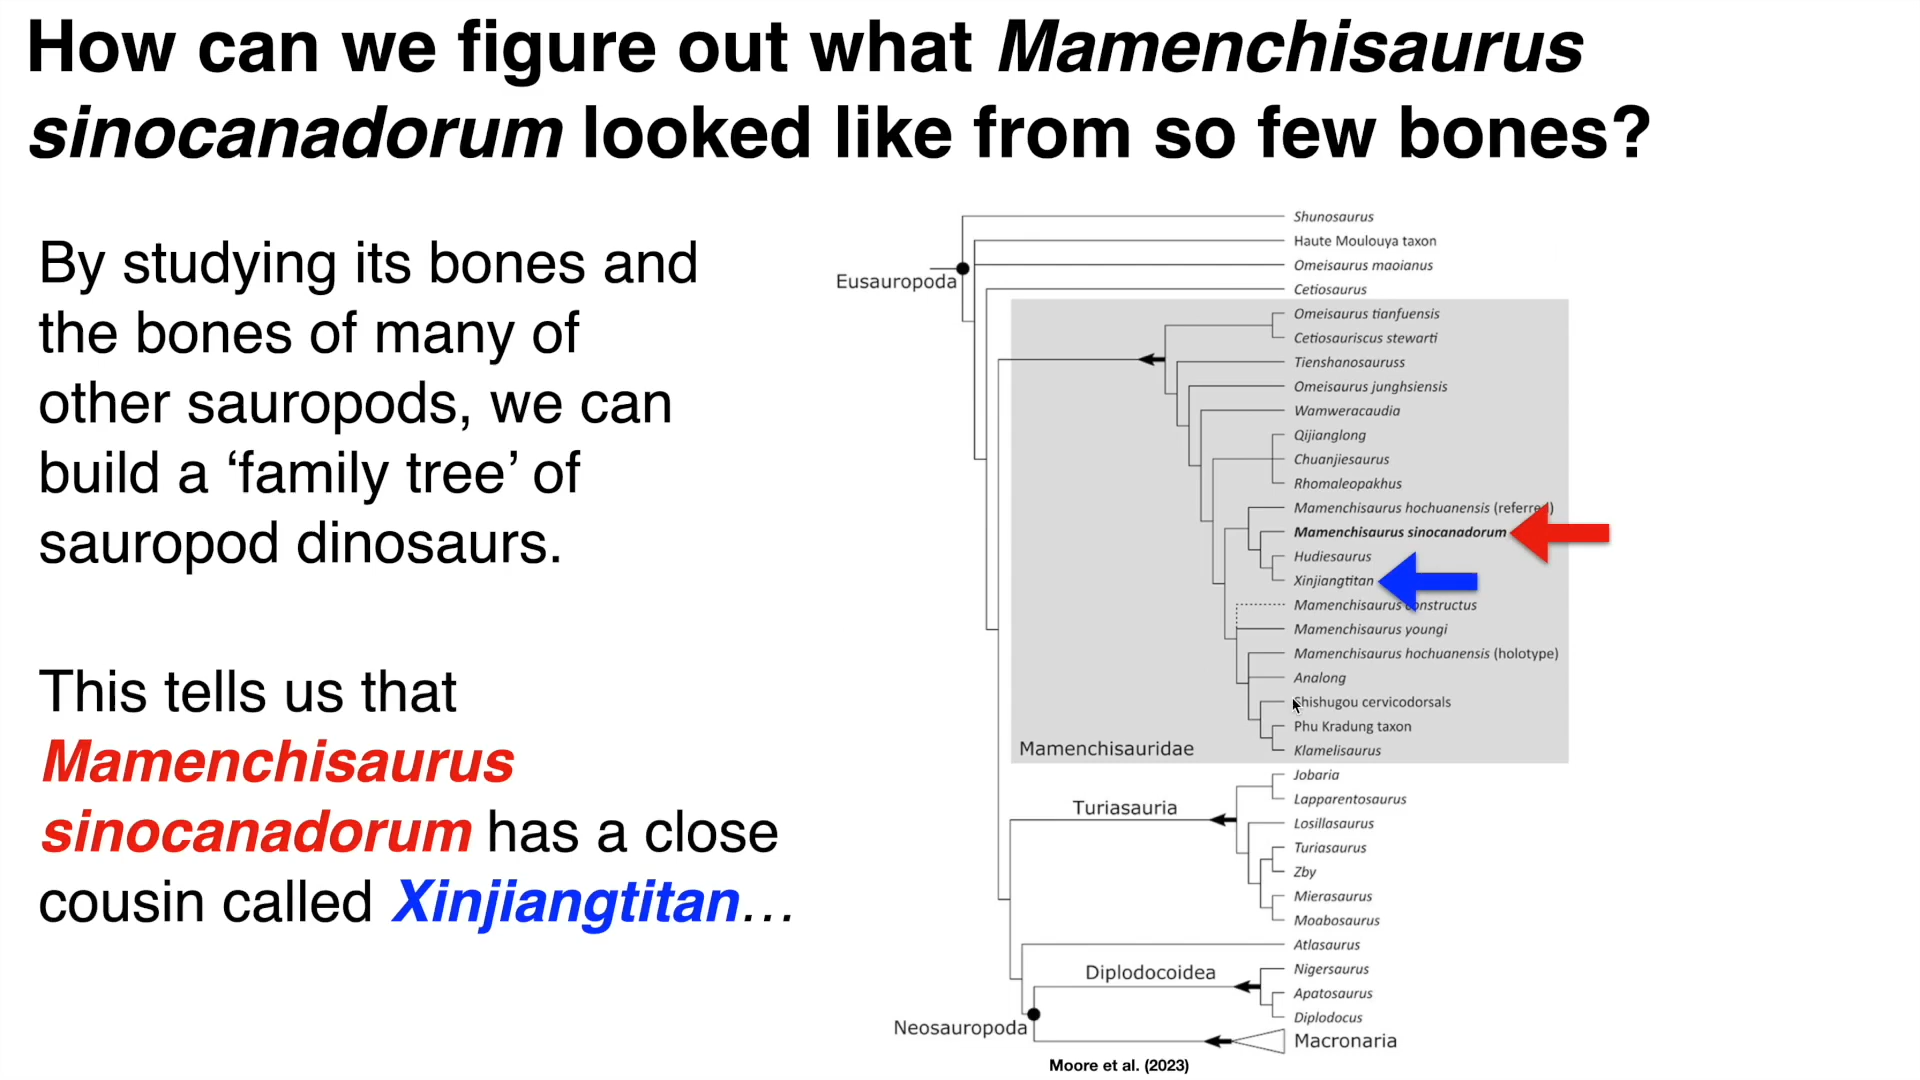 How can we figure out what Mamenchisaurus
sinocanadorum looked like from so few bones?
By studying its bones and
the bones of many of
other sauropods, we can
build a ‘family tree’ of
sauropod dinosaurs.
This tells us that
Mamenchisaurus
sinocanadorum has a close
cousin called Xinjiangtitan…
Shunosaurus
Haute Moulouya taxon
Omeisaurus maoianus
Eusauropoda
Cetiosaurus
Omeisaurus tianfuensis
Cetiosauriscus stewarti
Tienshanosauruss
Omeisaurus junghsiensis
Wamweracaudia
Qijianglong
Chuanjiesaurus
Rhomaleopakhus
Mamenchisaurus hochuanensis (referred)
Mamenchisaurus sinocanadorum
Hudiesaurus
Xinjiangtitan
Mamenchisaurus constructus
Mamenchisaurus youngi
Mamenchisaurus hochuanensis (holotype)
Analong
Shishugou cervicodorsals
Phu Kradung taxon
Mamenchisauridae
Klamelisaurus
Jobaria
Lapparentosaurus
Turiasauria
Losillasaurus
Turiasaurus
Zby
Mierasaurus
Moabosaurus
Atlasaurus
Diplodocoidea
Nigersaurus
Apatosaurus
Diplodocus
Neosauropoda
Macronaria
Moore et al. (2023)